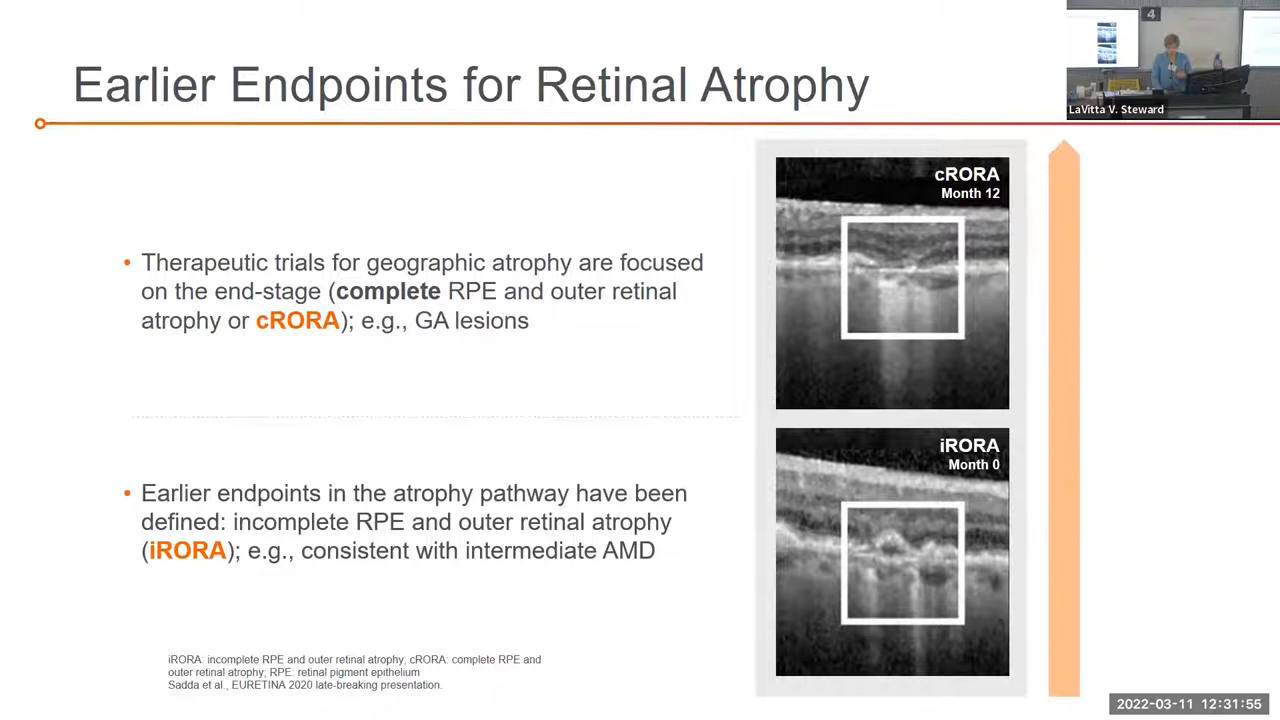 4
LaVitta V. Steward
Earlier Endpoints for Retinal Atrophy
• Therapeutic trials for geographic atrophy are focused
on the end-stage (complete RPE and outer retinal
atrophy or cRORA); e.g., GA lesions
cRORA
Month 12
• Earlier endpoints in the atrophy pathway have been
defined: incomplete RPE and outer retinal atrophy
(iRORA); e.g., consistent with intermediate AMD
iRORA
Month 0
iRORA: incomplete RPE and outer retinal atrophy; cRORA: complete RPE and
outer retinal atrophy; RPE: retinal pigment epithelium
Sadda et al., EURETINA 2020 late-breaking presentation.
2022-03-11 12:31:55